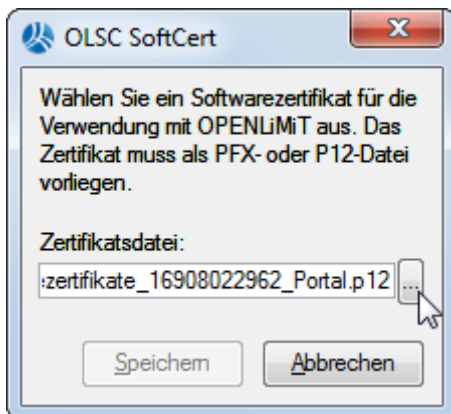 OLSC SoftCert
Wählen Sie ein Softwarezertifikat für die
Verwendung mit OPENLiMiT aus. Das
Zertifikat muss als PFX- oder P12-Datei
vorliegen.
Zertifikatsdatei:
ezertifikate_16908022962_Portal.p12 ...
Speichern Abbrechen